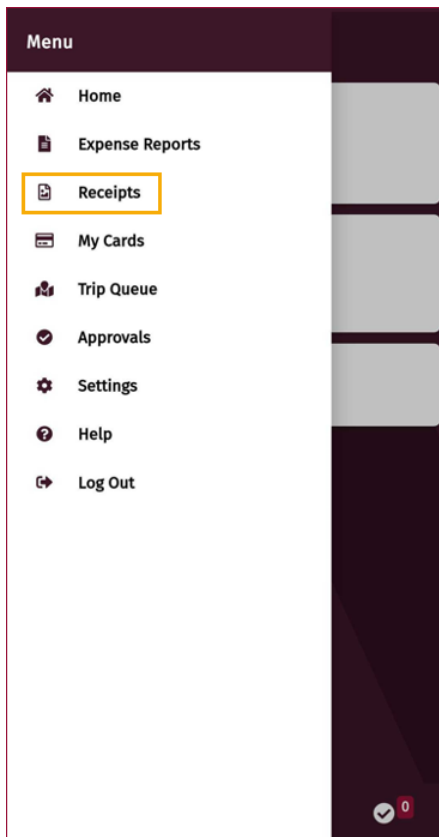 Menu
Home
Expense Reports
Receipts
My Cards
Trip Queue
Approvals
Settings
Help
Log Out
0